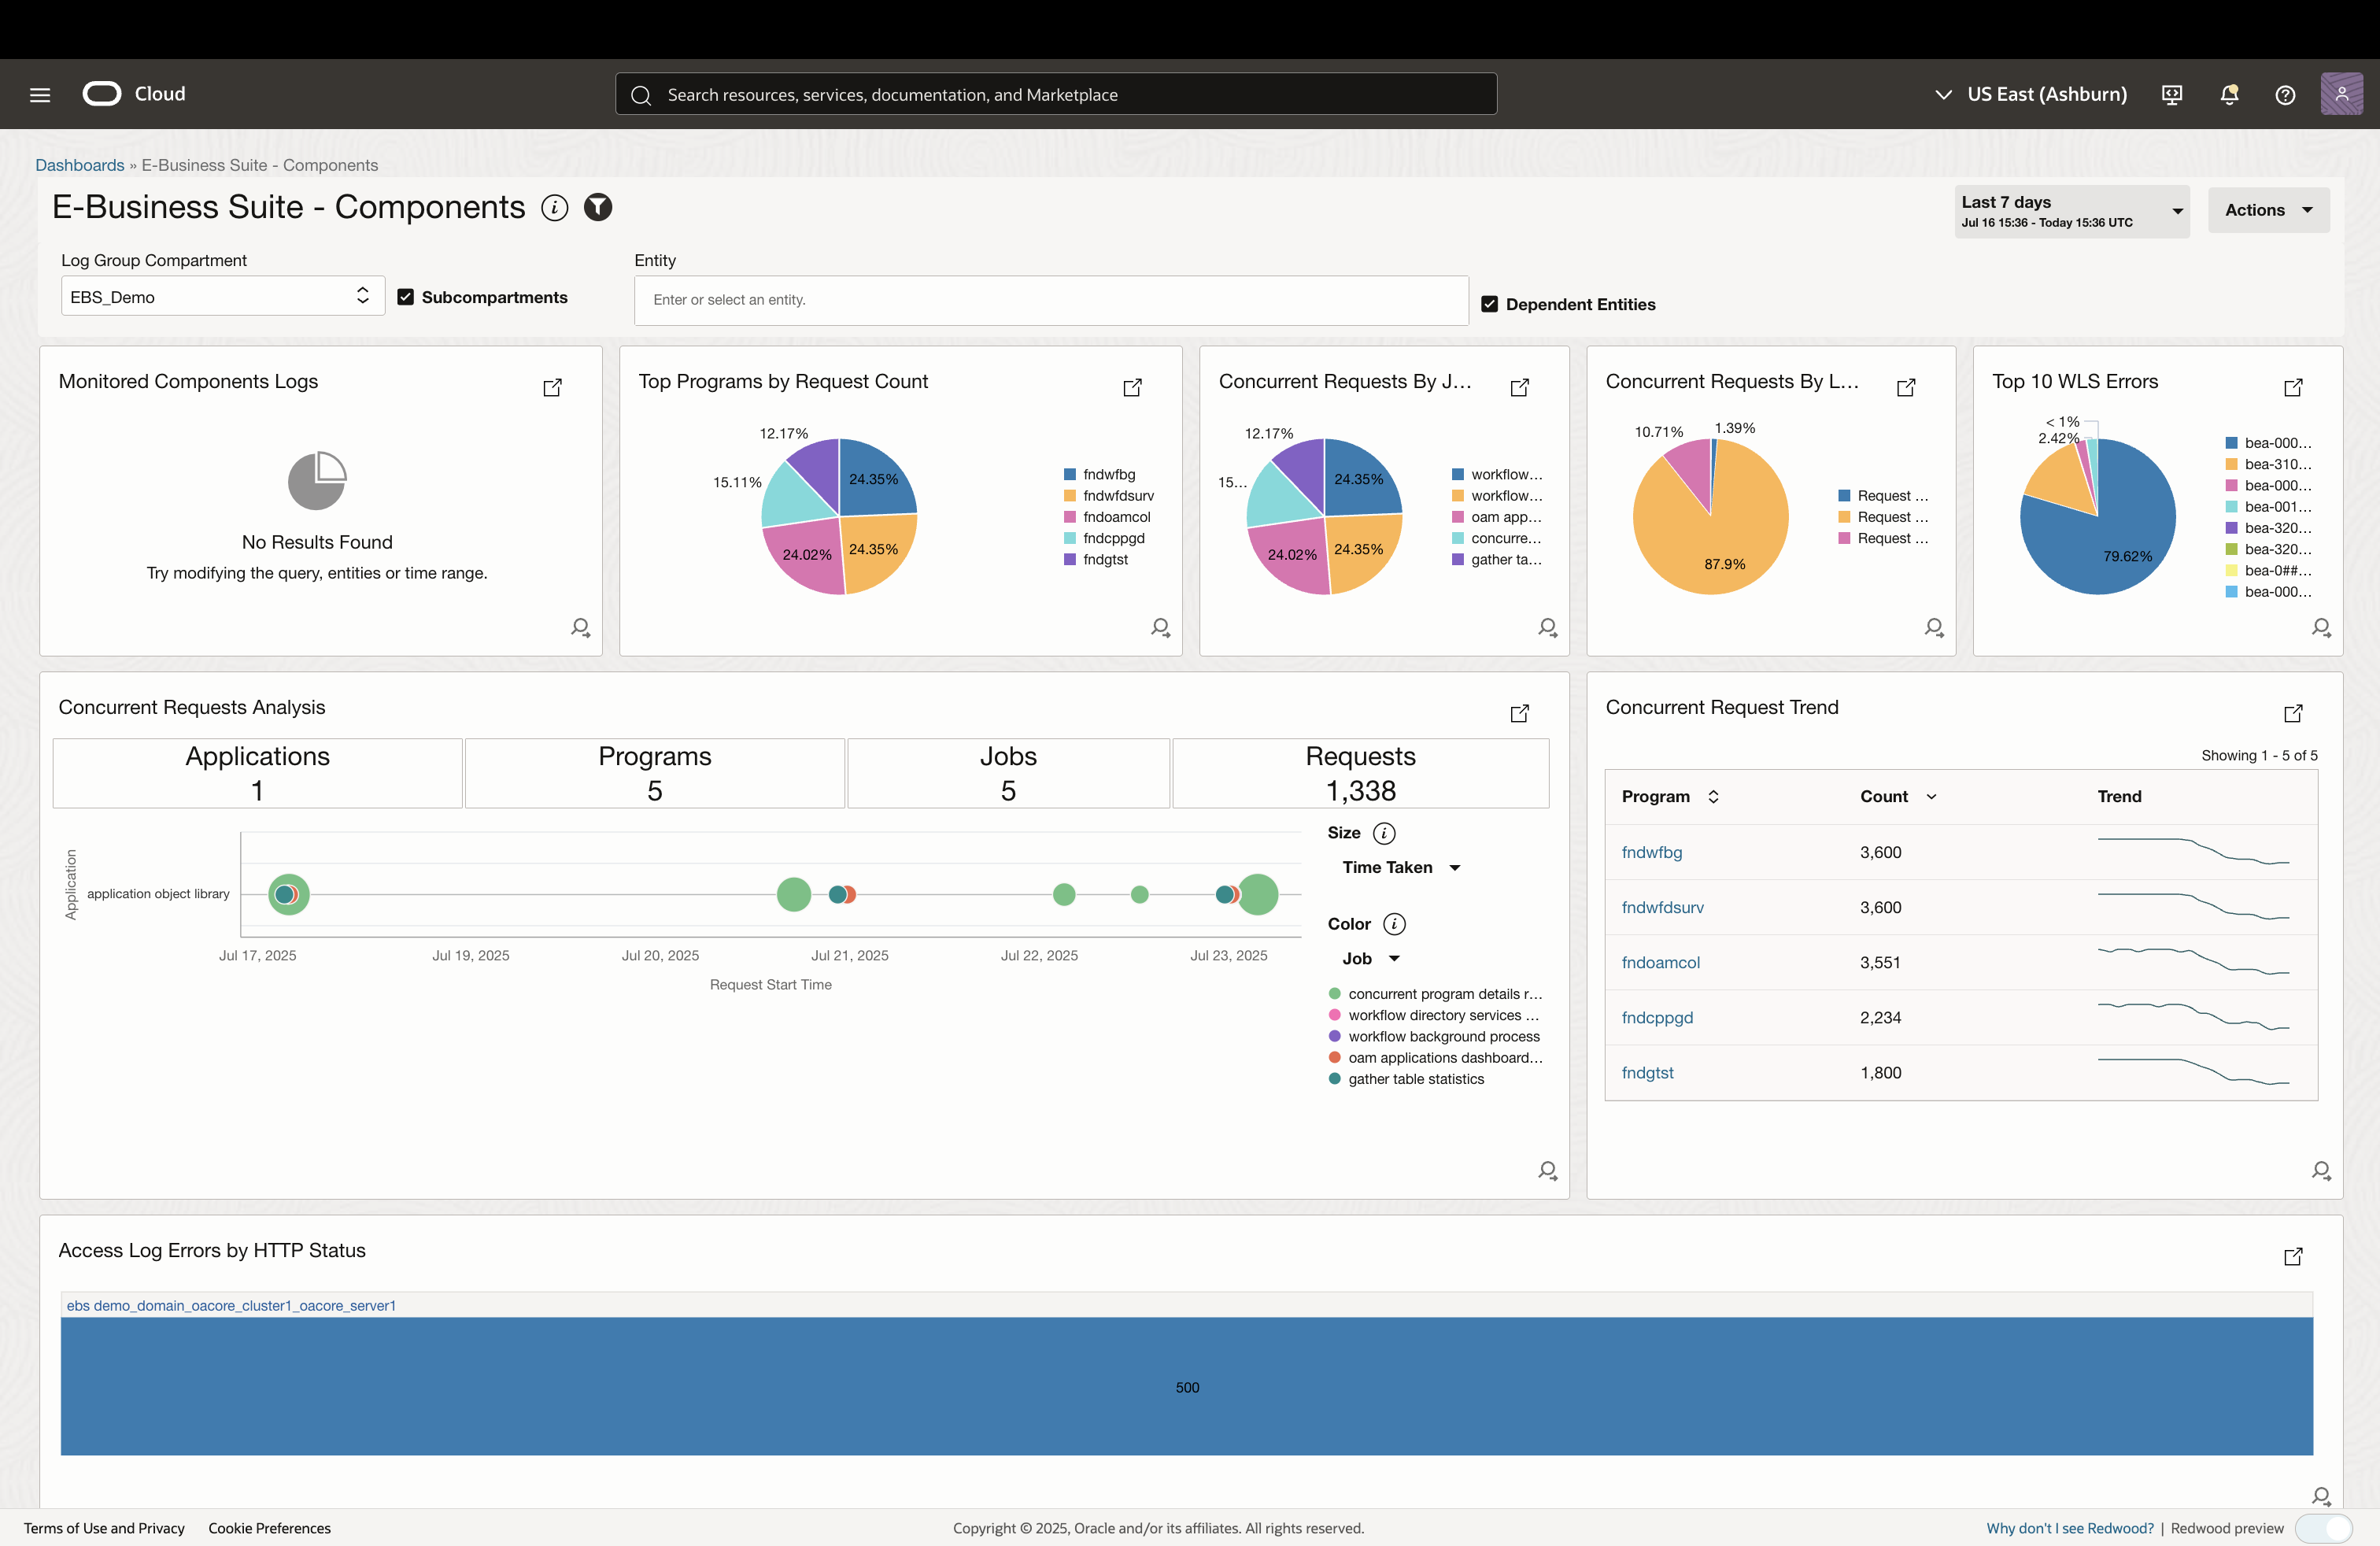 Cloud
Search resources, services, documentation, and Marketplace
US East (Ashburn)
Dashboards » E-Business Suite - Components
E-Business Suite - Components
Last 7 days
Jul 16 15:36 - Today 15:36 UTC
Actions
Log Group Compartment
EBS_Demo
Subcompartments
Entity
Enter or select an entity.
Dependent Entities
Monitored Components Logs
No Results Found
Try modifying the query, entities or time range.
Top Programs by Request Count
12.17%
15.11%
24.35%
24.02%
24.35%
fndwfbg
fndwfdsurv
fndoamcol
fndcppgd
fndgtst
Concurrent Requests By J...
12.17%
15...
24.35%
24.02%
24.35%
workflow...
workflow...
oam app...
concurre...
gather ta...
Concurrent Requests By L...
10.71%
1.39%
87.9%
Request ...
Request ...
Request ...
Top 10 WLS Errors
< 1%
2.42%
79.62%
bea-000...
bea-310...
bea-000...
bea-001...
bea-320...
bea-320...
bea-0##...
bea-000...
Concurrent Requests Analysis
Applications
1
Programs
5
Jobs
5
Requests
1,338
Application
application object library
Jul 17, 2025
Jul 19, 2025
Jul 20, 2025
Jul 21, 2025
Jul 22, 2025
Jul 23, 2025
Request Start Time
Size
Time Taken
Color
Job
concurrent program details r...
workflow directory services ...
workflow background process
oam applications dashboard...
gather table statistics
Concurrent Request Trend
Showing 1 - 5 of 5
Program Count Trend
fndwfbg 3,600
fndwfdsurv 3,600
fndoamcol 3,551
fndcppgd 2,234
fndgtst 1,800
Access Log Errors by HTTP Status
ebs demo_domain_oacore_cluster1_oacore_server1
500
Terms of Use and Privacy
Cookie Preferences
Copyright © 2025, Oracle and/or its affiliates. All rights reserved.
Why don't I see Redwood? | Redwood preview